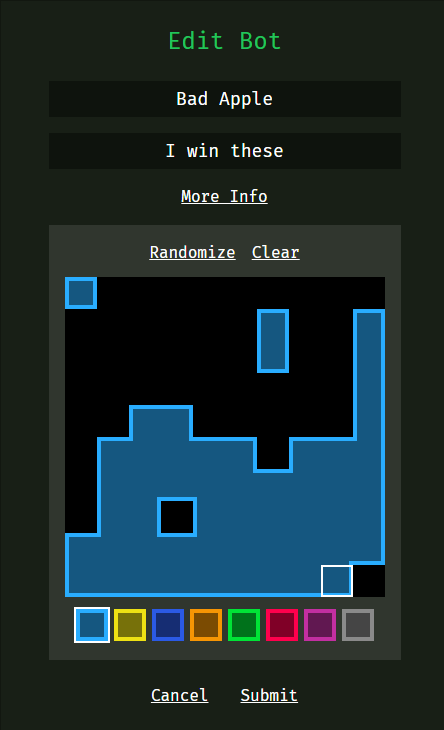 Edit Bot
Bad Apple
I win these
More Info
Randomize Clear
Cancel Submit